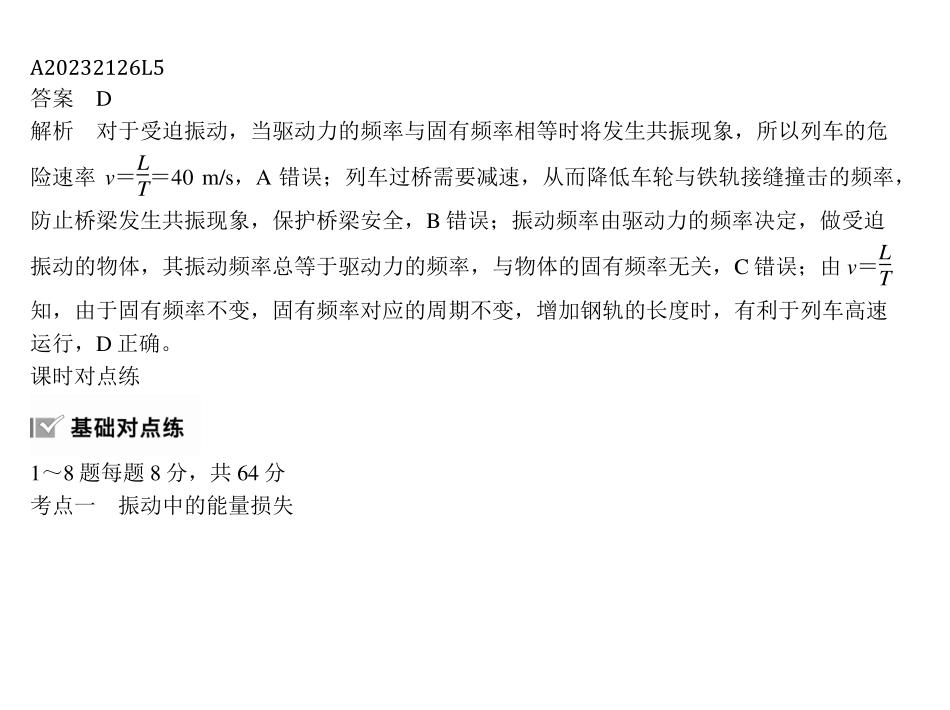 A20232126L5
答案　D
解析　对于受迫振动，当驱动力的频率与固有频率相等时将发生共振现象，所以列车的危
险速率 v＝L/T＝40 m/s，A 错误；列车过桥需要减速，从而降低车轮与铁轨接缝撞击的频率，
防止桥梁发生共振现象，保护桥梁安全，B 错误；振动频率由驱动力的频率决定，做受迫
振动的物体，其振动频率总等于驱动力的频率，与物体的固有频率无关，C 错误；由 v＝L/T
知，由于固有频率不变，固有频率对应的周期不变，增加钢轨的长度时，有利于列车高速
运行，D 正确。
课时对点练
基础对点练
1～8 题每题 8 分，共 64 分
考点一　振动中的能量损失